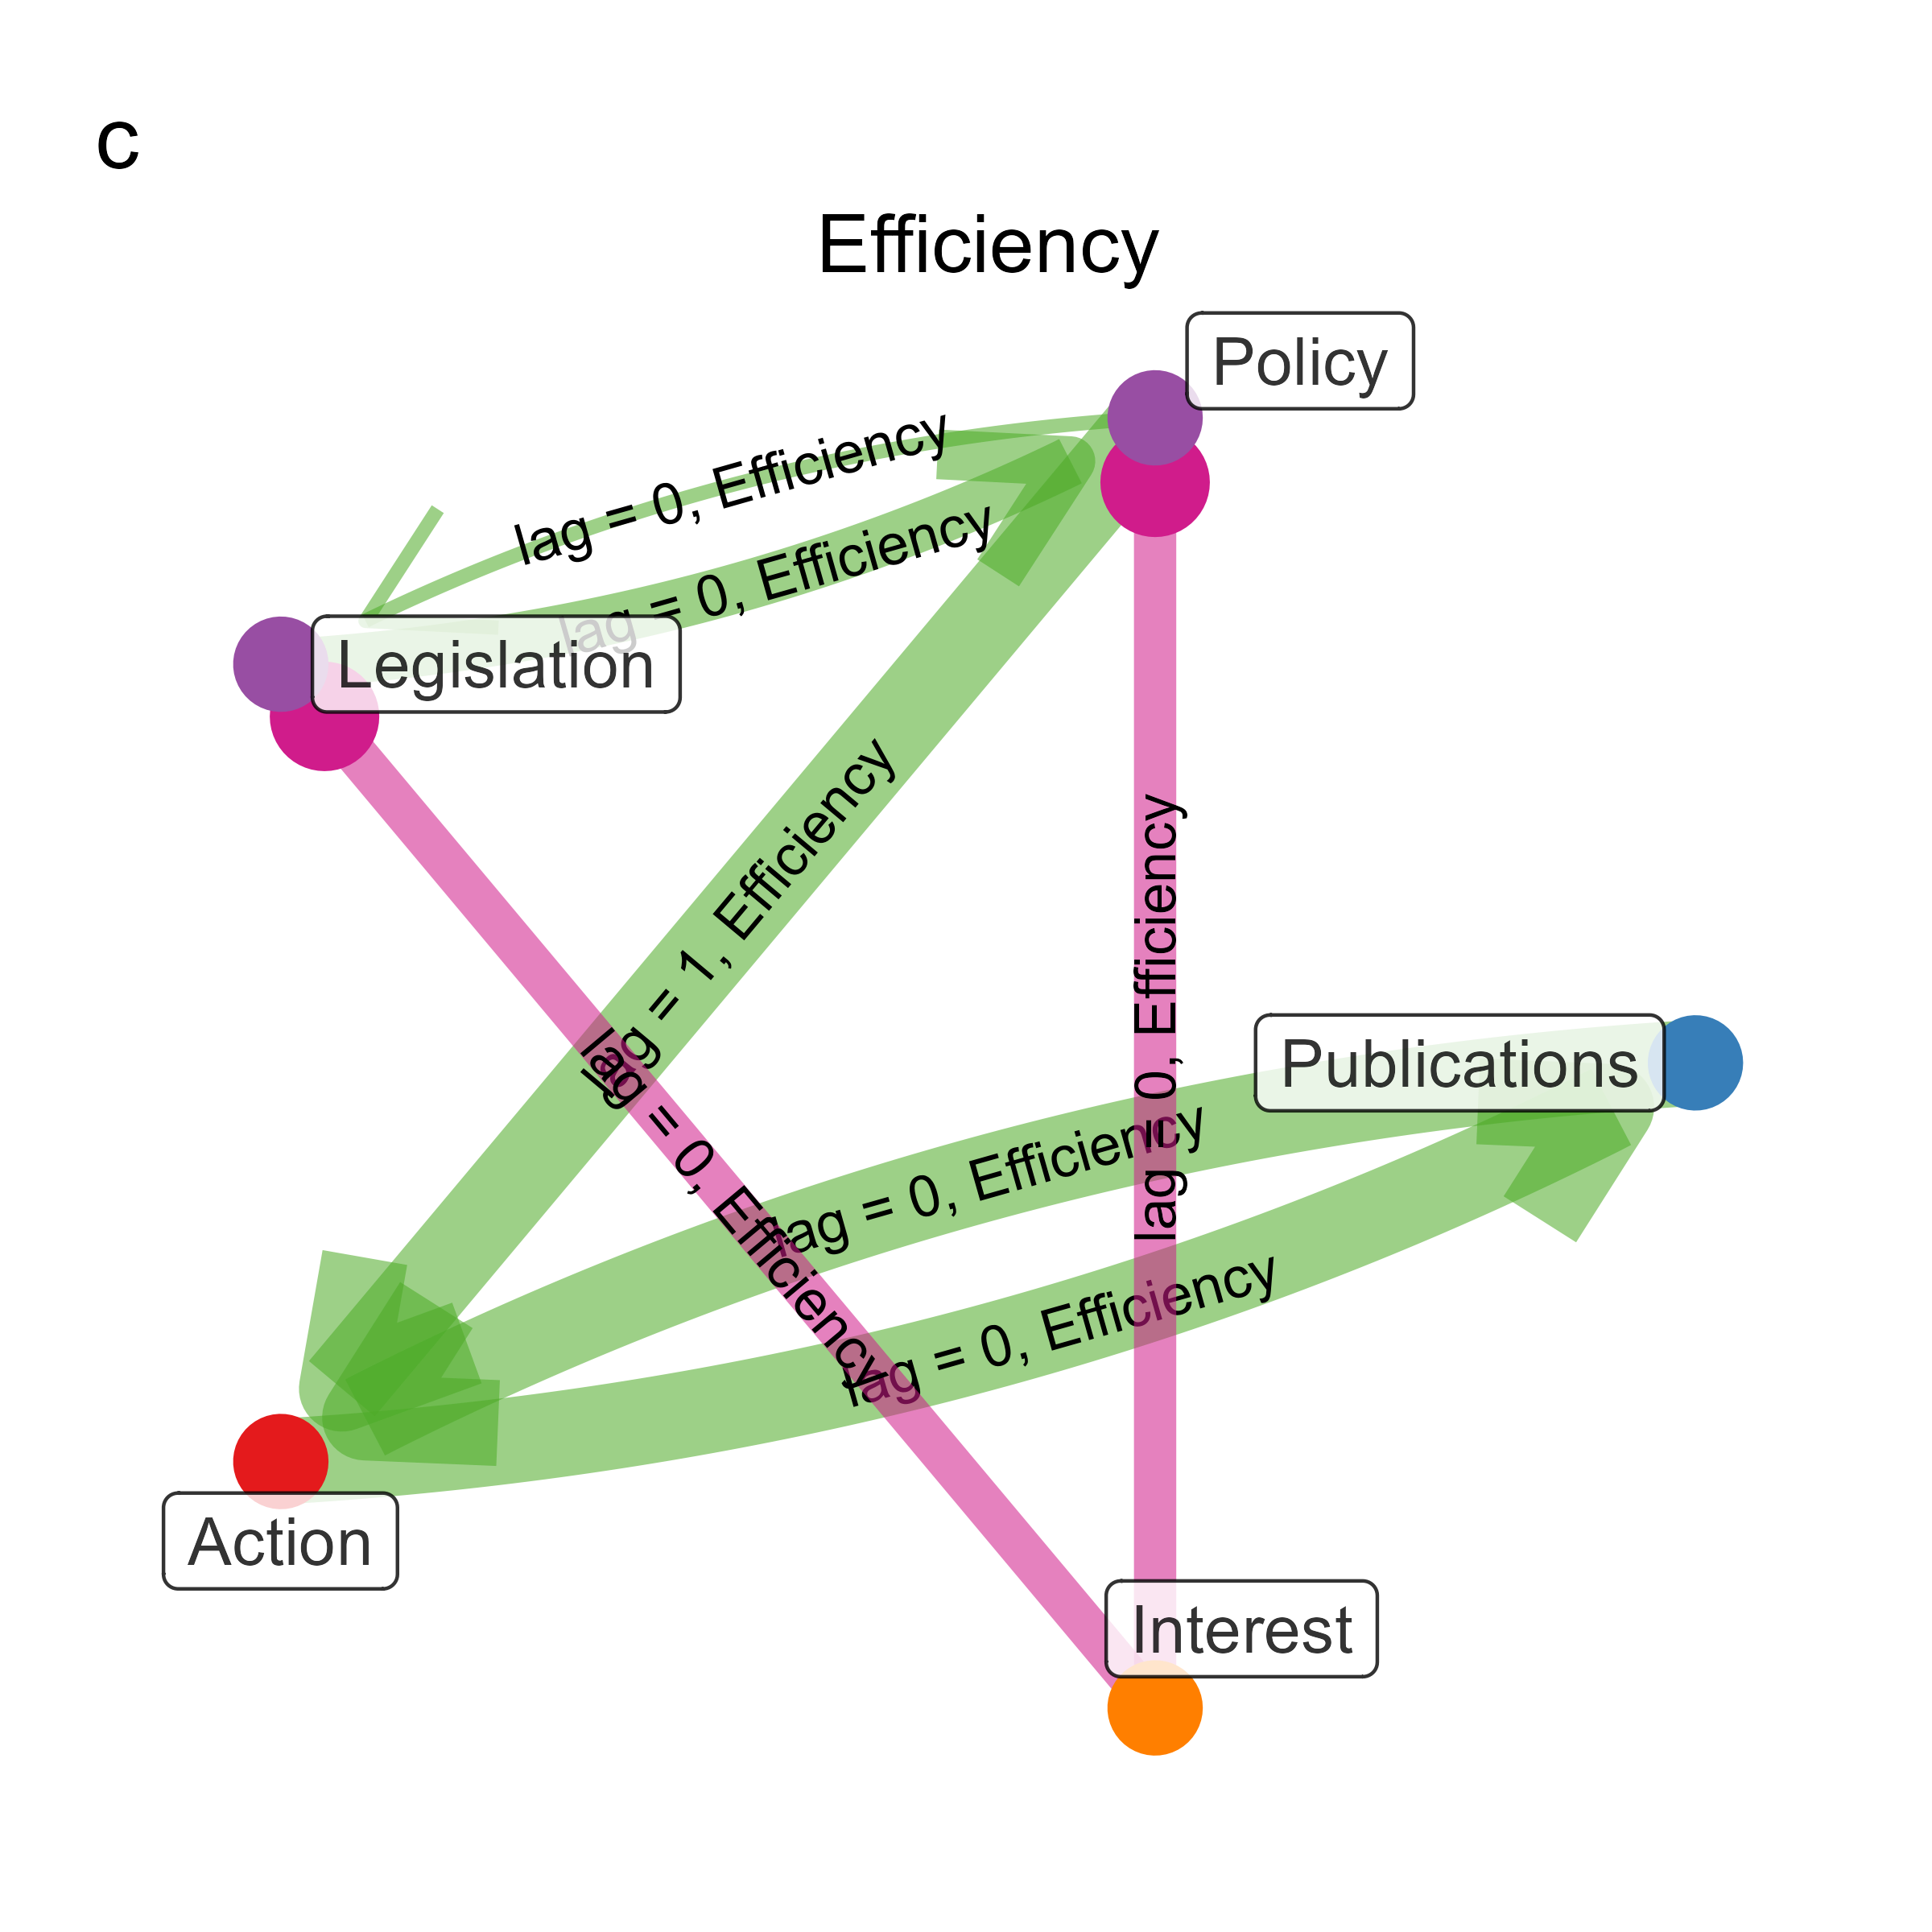 c
Efficiency
Policy
lag = 0, Efficiency
lag = 0, Efficiency
Legislation
lag = 1, Efficiency
lag = 0, Efficiency
lag = 0, Efficiency
Publications
lag = 0, Efficiency
lag = 0, Efficiency
Action
Interest